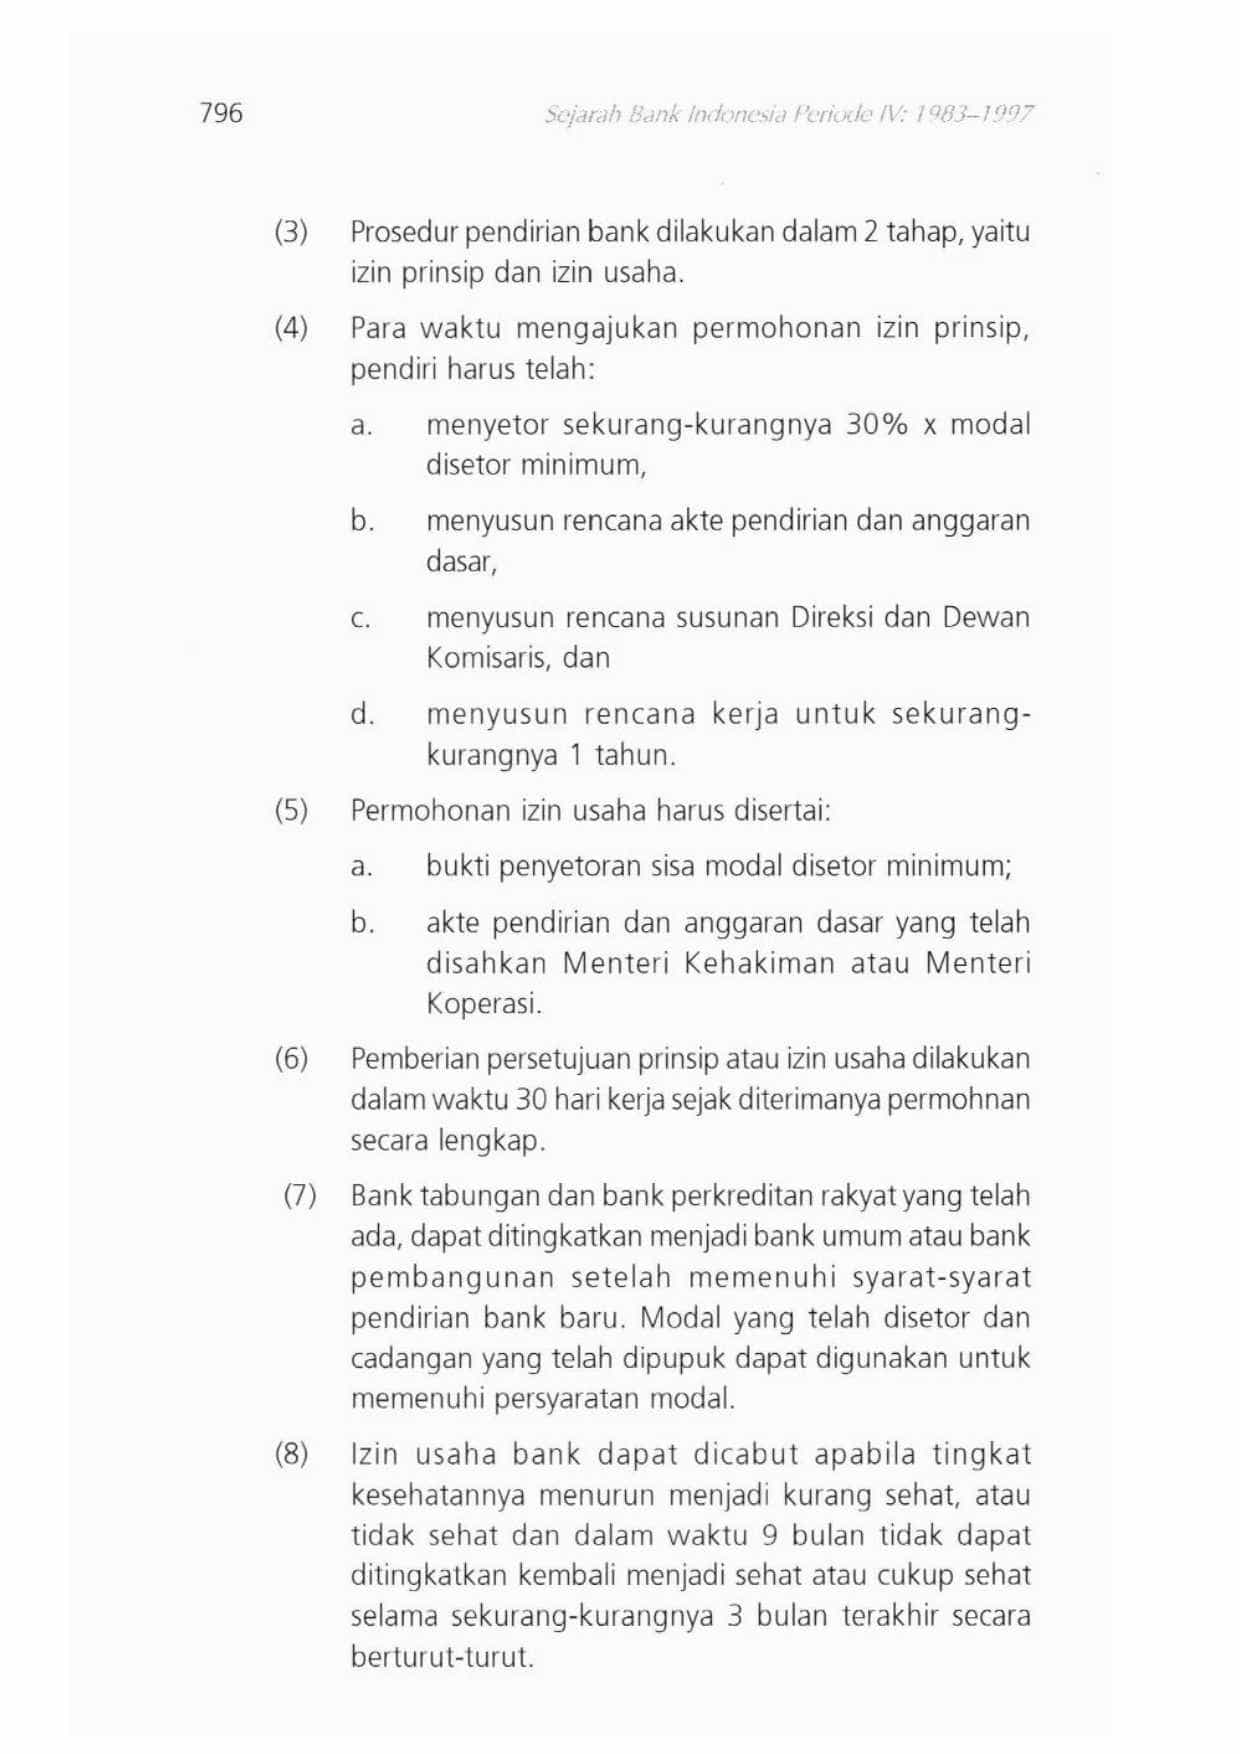 796
Sejarah Bank Indonesia Periode IV: 1983–1997
(3) Prosedur pendirian bank dilakukan dalam 2 tahap, yaitu
izin prinsip dan izin usaha.
(4) Para waktu mengajukan permohonan izin prinsip,
pendiri harus telah:
a. menyetor sekurang-kurangnya 30% x modal
disetor minimum,
b. menyusun rencana akte pendirian dan anggaran
dasar,
c. menyusun rencana susunan Direksi dan Dewan
Komisaris, dan
d. menyusun rencana kerja untuk sekurang-
kurangnya 1 tahun.
(5) Permohonan izin usaha harus disertai:
a. bukti penyetoran sisa modal disetor minimum;
b. akte pendirian dan anggaran dasar yang telah
disahkan Menteri Kehakiman atau Menteri
Koperasi.
(6) Pemberian persetujuan prinsip atau izin usaha dilakukan
dalam waktu 30 hari kerja sejak diterimanya permohnan
secara lengkap.
(7) Bank tabungan dan bank perkreditan rakyat yang telah
ada, dapat ditingkatkan menjadi bank umum atau bank
pembangunan setelah memenuhi syarat-syarat
pendirian bank baru. Modal yang telah disetor dan
cadangan yang telah dipupuk dapat digunakan untuk
memenuhi persyaratan modal.
(8) Izin usaha bank dapat dicabut apabila tingkat
kesehatannya menurun menjadi kurang sehat, atau
tidak sehat dan dalam waktu 9 bulan tidak dapat
ditingkatkan kembali menjadi sehat atau cukup sehat
selama sekurang-kurangnya 3 bulan terakhir secara
berturut-turut.